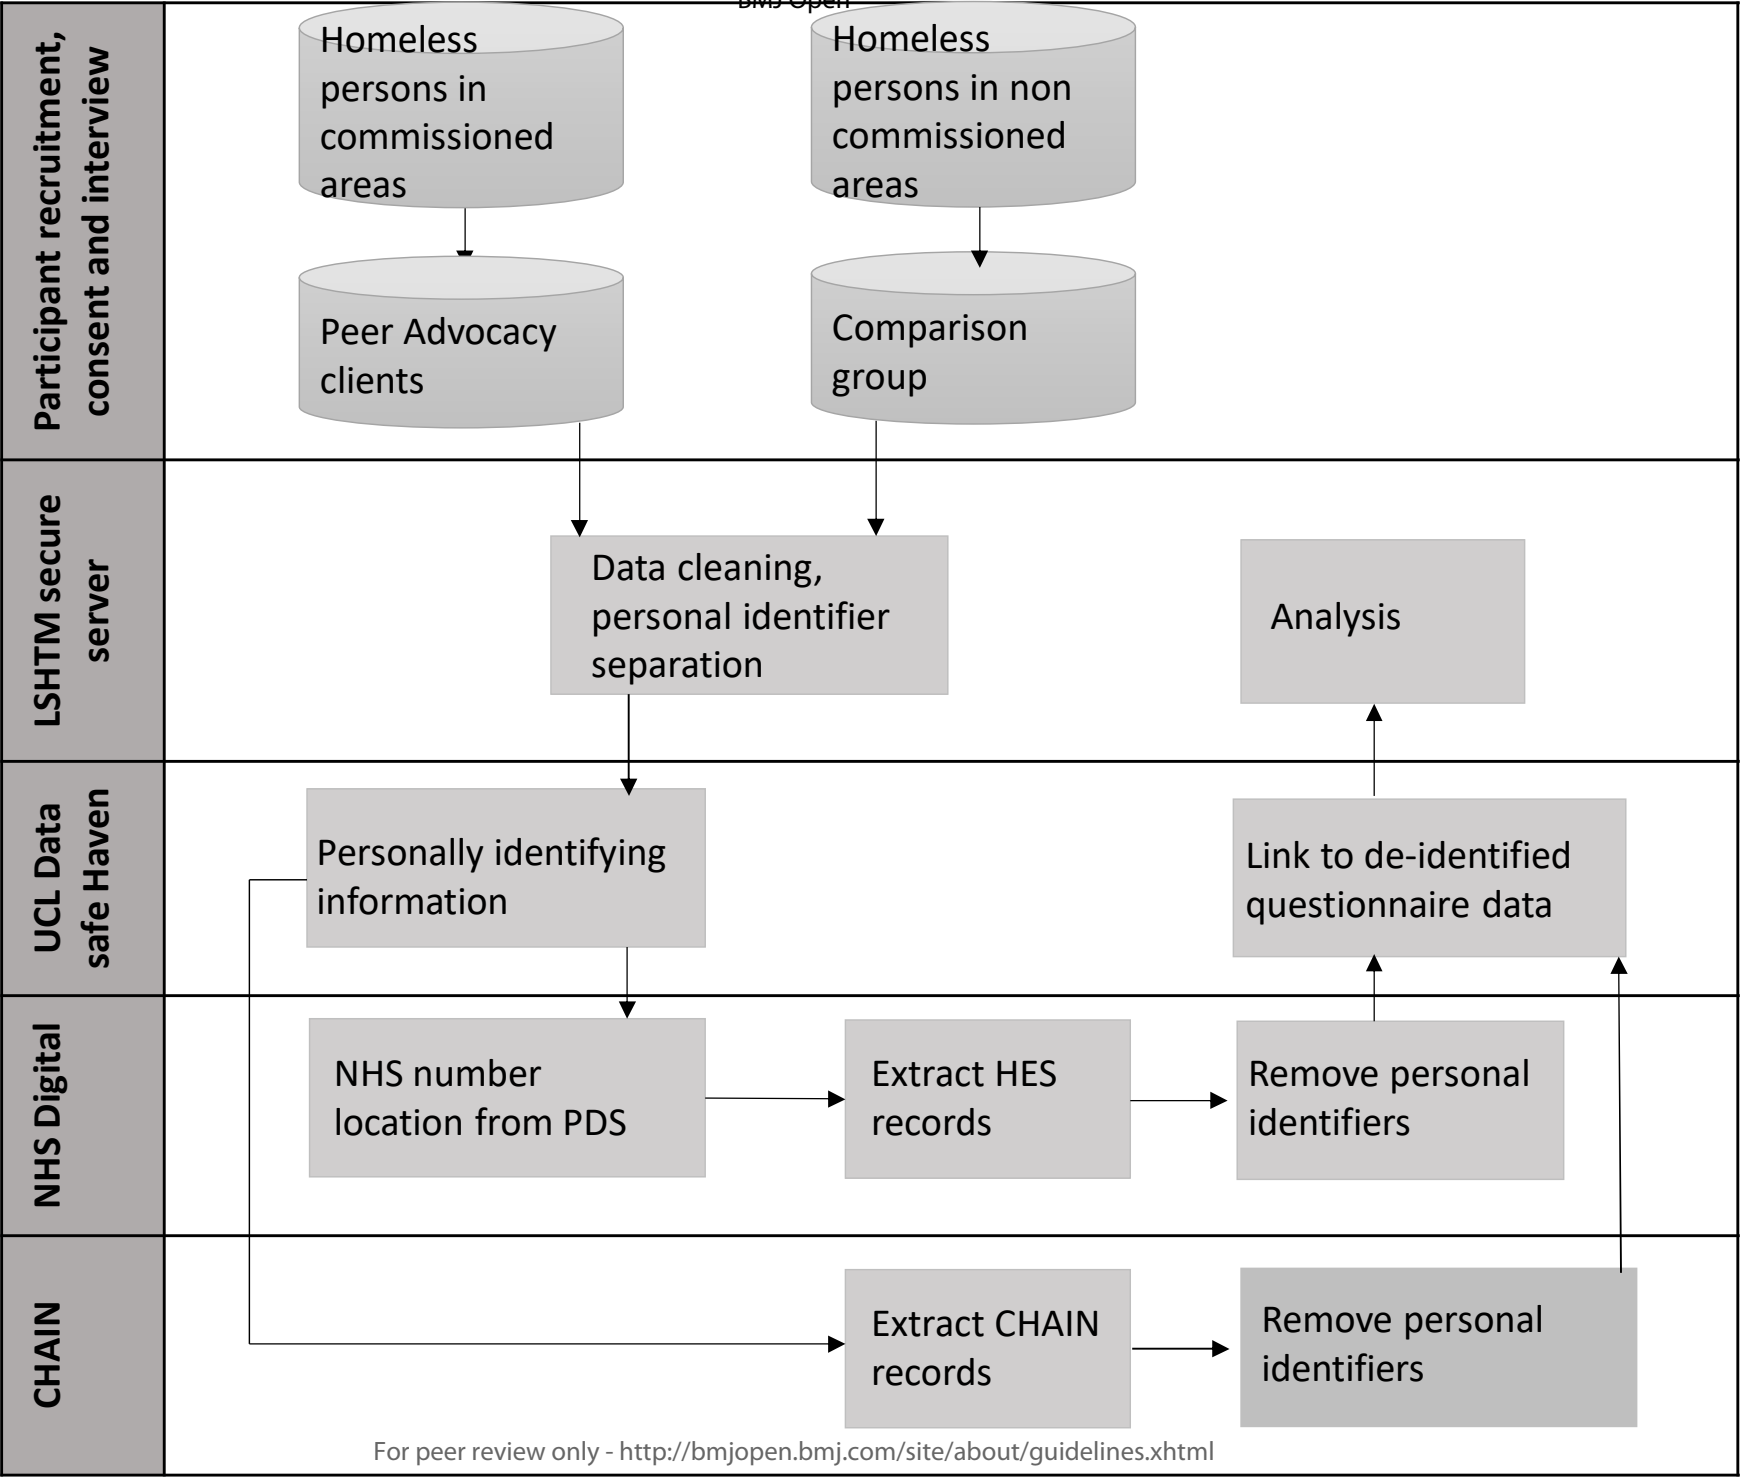 BMJ Open
Participant recruitment,
consent and interview
Homeless
persons in
commissioned
areas
Homeless
persons in non
commissioned
areas
Peer Advocacy
clients
Comparison
group
LSHTM secure
server
Data cleaning,
personal identifier
separation
Analysis
UCL Data
safe Haven
Personally identifying
information
Link to de-identified
questionnaire data
NHS Digital
NHS number
location from PDS
Extract HES
records
Remove personal
identifiers
CHAIN
Extract CHAIN
records
Remove personal
identifiers
For peer review only - http://bmjopen.bmj.com/site/about/guidelines.xhtml